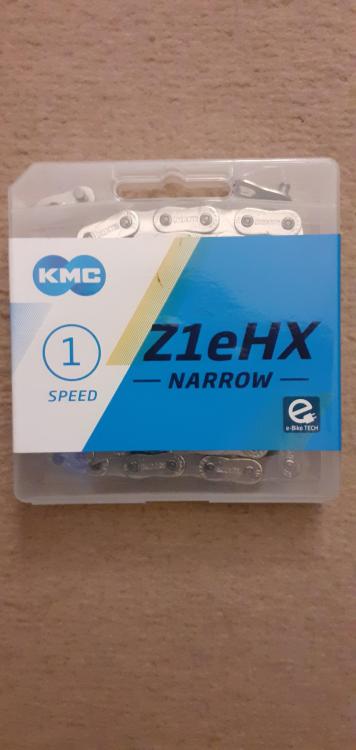 KMC
1
SPEED
Z1eHX
NARROW
e
e-Bike TECH